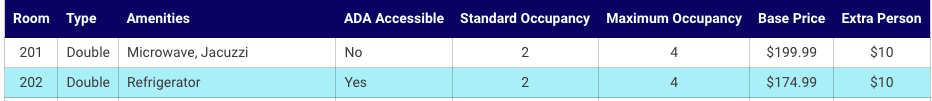 Room Type Amenities ADA Accessible Standard Occupancy Maximum Occupancy Base Price Extra Person
201 Double Microwave, Jacuzzi No 2 4 $199.99 $10
202 Double Refrigerator Yes 2 4 $174.99 $10